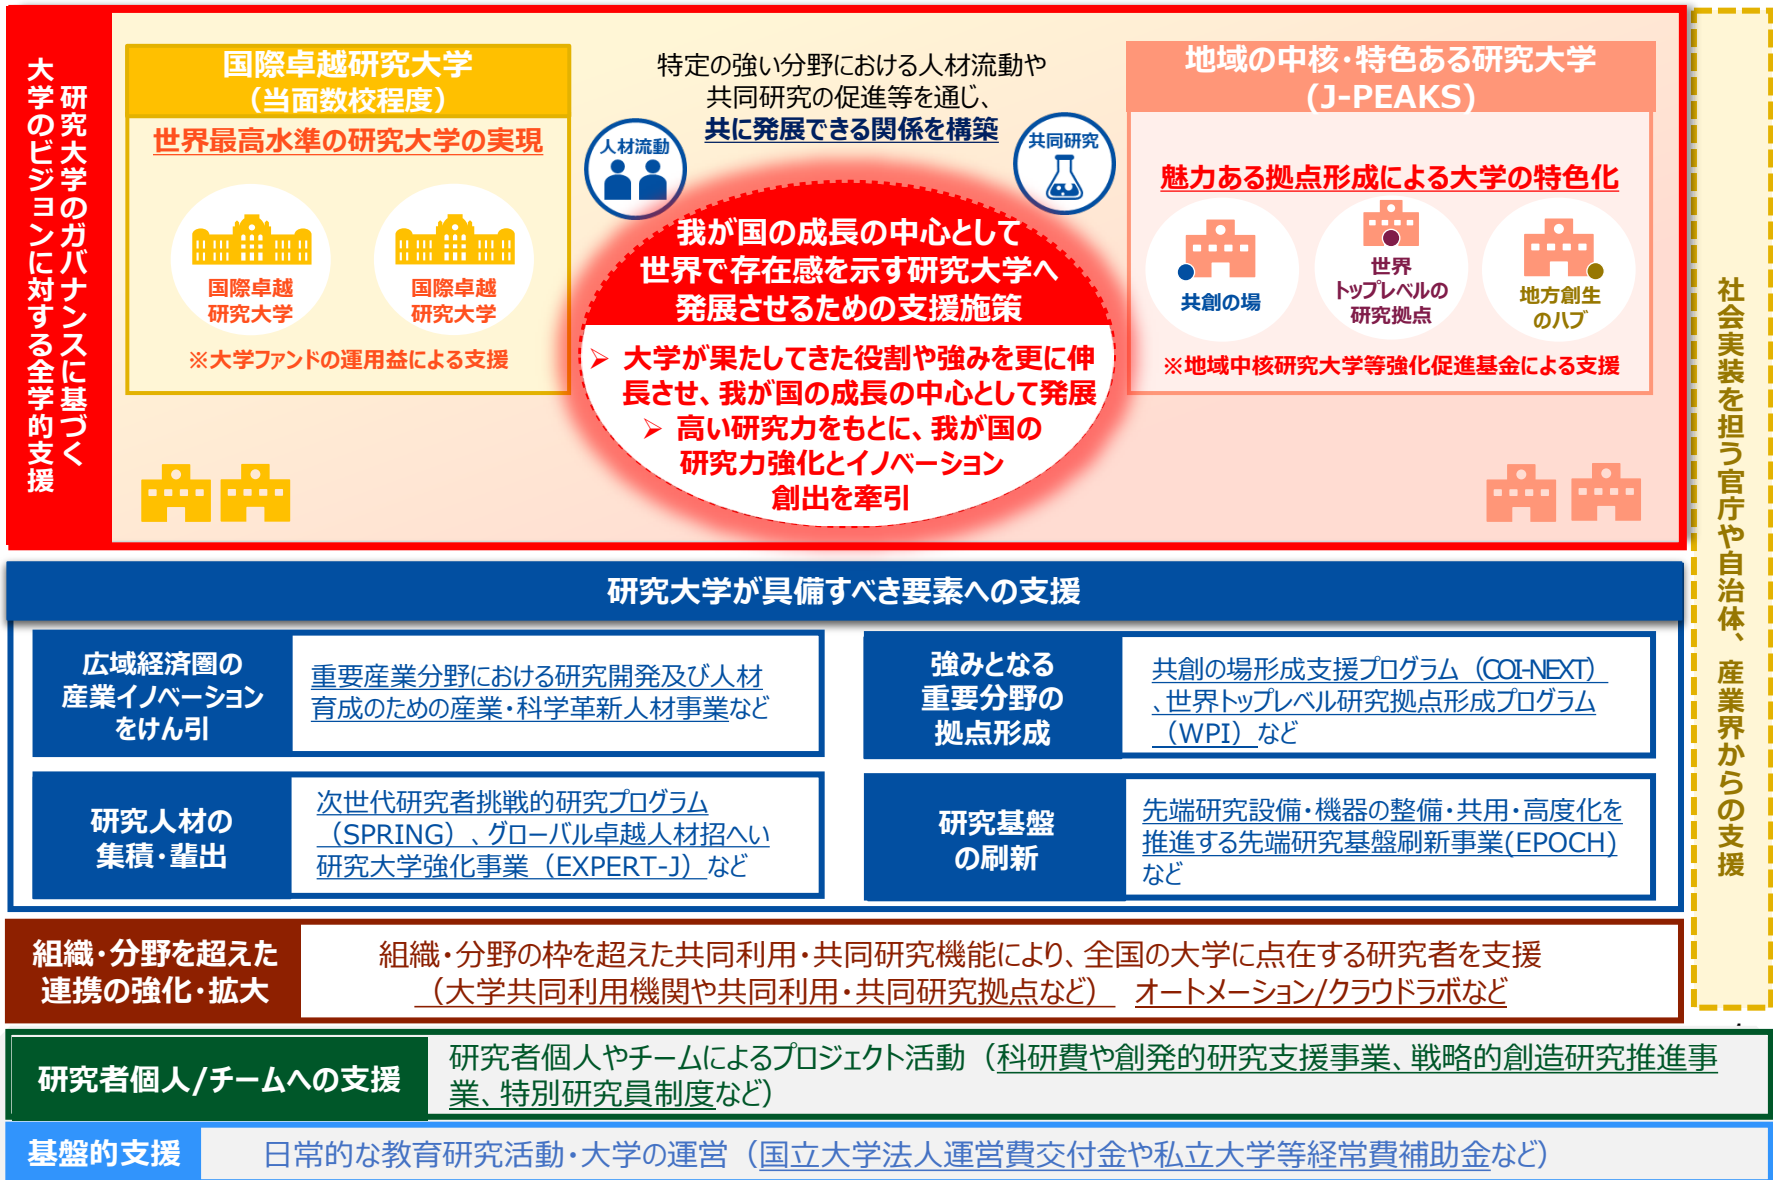 研究大学のガバナンスに基づく
大学のビジョンに対する全学的支援
国際卓越研究大学
（当面数校程度）
世界最高水準の研究大学の実現
国際卓越
研究大学
国際卓越
研究大学
※大学ファンドの運用益による支援
特定の強い分野における人材流動や
共同研究の促進等を通じ、
共に発展できる関係を構築
人材流動
共同研究
我が国の成長の中心として
世界で存在感を示す研究大学へ
発展させるための支援施策
➢ 大学が果たしてきた役割や強みを更に伸
長させ、我が国の成長の中心として発展
➢ 高い研究力をもとに、我が国の
研究力強化とイノベーション
創出を牽引
地域の中核・特色ある研究大学
(J-PEAKS)
魅力ある拠点形成による大学の特色化
共創の場
世界
トップレベルの
研究拠点
地方創生
のハブ
※地域中核研究大学等強化促進基金による支援
社会実装を担う官庁や自治体、産業界からの支援
研究大学が具備すべき要素への支援
広域経済圏の
産業イノベーション
をけん引
重要産業分野における研究開発及び人材
育成のための産業・科学革新人材事業など
強みとなる
重要分野の
拠点形成
共創の場形成支援プログラム（COI-NEXT）
、世界トップレベル研究拠点形成プログラム
（WPI）など
研究人材の
集積・輩出
次世代研究者挑戦的研究プログラム
（SPRING）、グローバル卓越人材招へい
研究大学強化事業（EXPERT-J）など
研究基盤
の刷新
先端研究設備・機器の整備・共用・高度化を
推進する先端研究基盤刷新事業(EPOCH)
など
組織・分野を超えた
連携の強化・拡大
組織・分野の枠を超えた共同利用・共同研究機能により、全国の大学に点在する研究者を支援
（大学共同利用機関や共同利用・共同研究拠点など） オートメーション/クラウドラボなど
研究者個人/チームへの支援
研究者個人やチームによるプロジェクト活動（科研費や創発的研究支援事業、戦略的創造研究推進事
業、特別研究員制度など）
基盤的支援
日常的な教育研究活動・大学の運営（国立大学法人運営費交付金や私立大学等経常費補助金など）